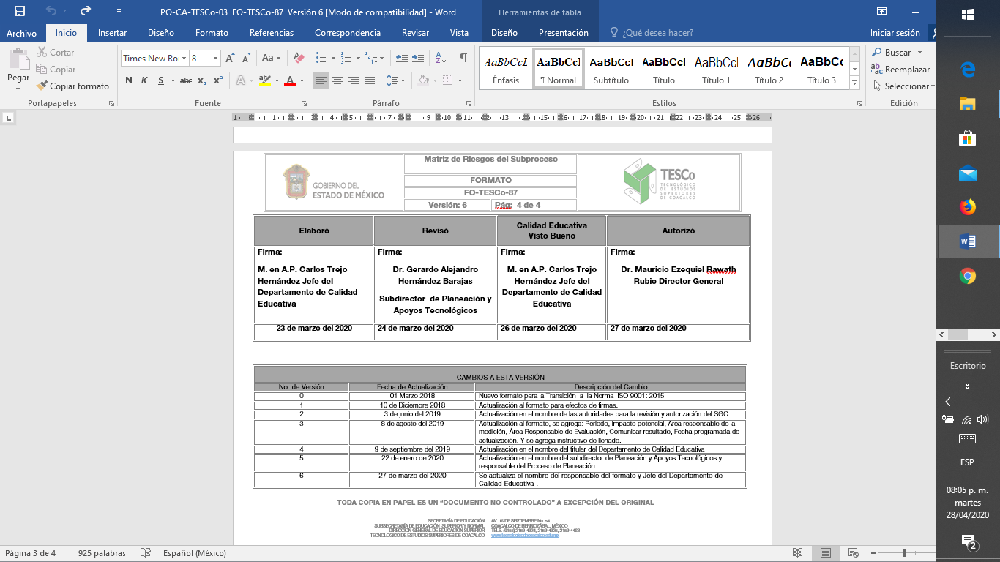 PO-CA-TESCo-03 FO-TESCo-87 Versión 6 [Modo de compatibilidad] - Word
Herramientas de tabla
Archivo Inicio Insertar Diseño Formato Referencias Correspondencia Revisar Vista Diseño Presentación ¿Qué desea hacer? Iniciar sesión
Pegar
Cortar
Copiar
Copiar formato
Portapapeles
Times New Ro 8
N K S abc x₂ x²
Fuente
Párrafo
AaBbCcL AaBbCcI AaBbCcI AaBbCcI AaBbCcI AaBbCcI AaBbCc
Énfasis ¶ Normal Subtítulo Título Título 1 Título 2 Título 3
Estilos
Buscar
Reemplazar
Seleccionar
Edición
GOBIERNO DEL
ESTADO DE MÉXICO
Matriz de Riesgos del Subproceso
FORMATO
FO-TESCo-87
Versión: 6 Pág: 4 de 4
TESCo
TECNOLÓGICO
DE ESTUDIOS
SUPERIORES
DE COACALCO
Elaboró Revisó Calidad Educativa
Visto Bueno Autorizó
Firma:
M. en A.P. Carlos Trejo
Hernández Jefe del
Departamento de Calidad
Educativa
Firma:
Dr. Gerardo Alejandro
Hernández Barajas
Subdirector de Planeación y
Apoyos Tecnológicos
Firma:
M. en A.P. Carlos Trejo
Hernández Jefe del
Departamento de Calidad
Educativa
Firma:
Dr. Mauricio Ezequiel Rawath
Rubio Director General
23 de marzo del 2020 24 de marzo del 2020 26 de marzo del 2020 27 de marzo del 2020
CAMBIOS A ESTA VERSIÓN
No. de Versión Fecha de Actualización Descripción del Cambio
0 01 Marzo 2018 Nuevo formato para la Transición a la Norma ISO 9001: 2015
1 10 de Diciembre 2018 Actualización al formato para efectos de firmas.
2 3 de junio del 2019 Actualización en el nombre de las autoridades para la revisión y autorización del SGC.
3 8 de agosto del 2019 Actualización al formato, se agrega: Periodo, Impacto potencial, Area responsable de la
medición, Área Responsable de Evaluación, Comunicar resultado, Fecha programada de
actualización. Y se agrega instructivo de llenado.
4 9 de septiembre del 2019 Actualización en el nombre del titular del Departamento de Calidad Educativa
5 22 de enero de 2020 Actualización en el nombre del subdirector de Planeación y Apoyos Tecnológicos y
responsable del Proceso de Planeación
6 27 de marzo del 2020 Se actualiza el nombre del responsable del formato y Jefe del Departamento de
Calidad Educativa .
TODA COPIA EN PAPEL ES UN “DOCUMENTO NO CONTROLADO” A EXCEPCIÓN DEL ORIGINAL
SECRETARÍA DE EDUCACIÓN
SUBSECRETARÍA DE EDUCACIÓN SUPERIOR Y NORMAL
DIRECCIÓN GENERAL DE EDUCACIÓN SUPERIOR
TECNOLÓGICO DE ESTUDIOS SUPERIORES DE COACALCO
AV. 16 DE SEPTIEMBRE No. 54
COACALCO DE BERRIOZÁBAL. MÉXICO
www.tecnologicodecoacalco.edu.mx
Página 3 de 4 925 palabras Español (México)
Escritorio
ESP
08:05 p. m.
martes
28/04/2020
2